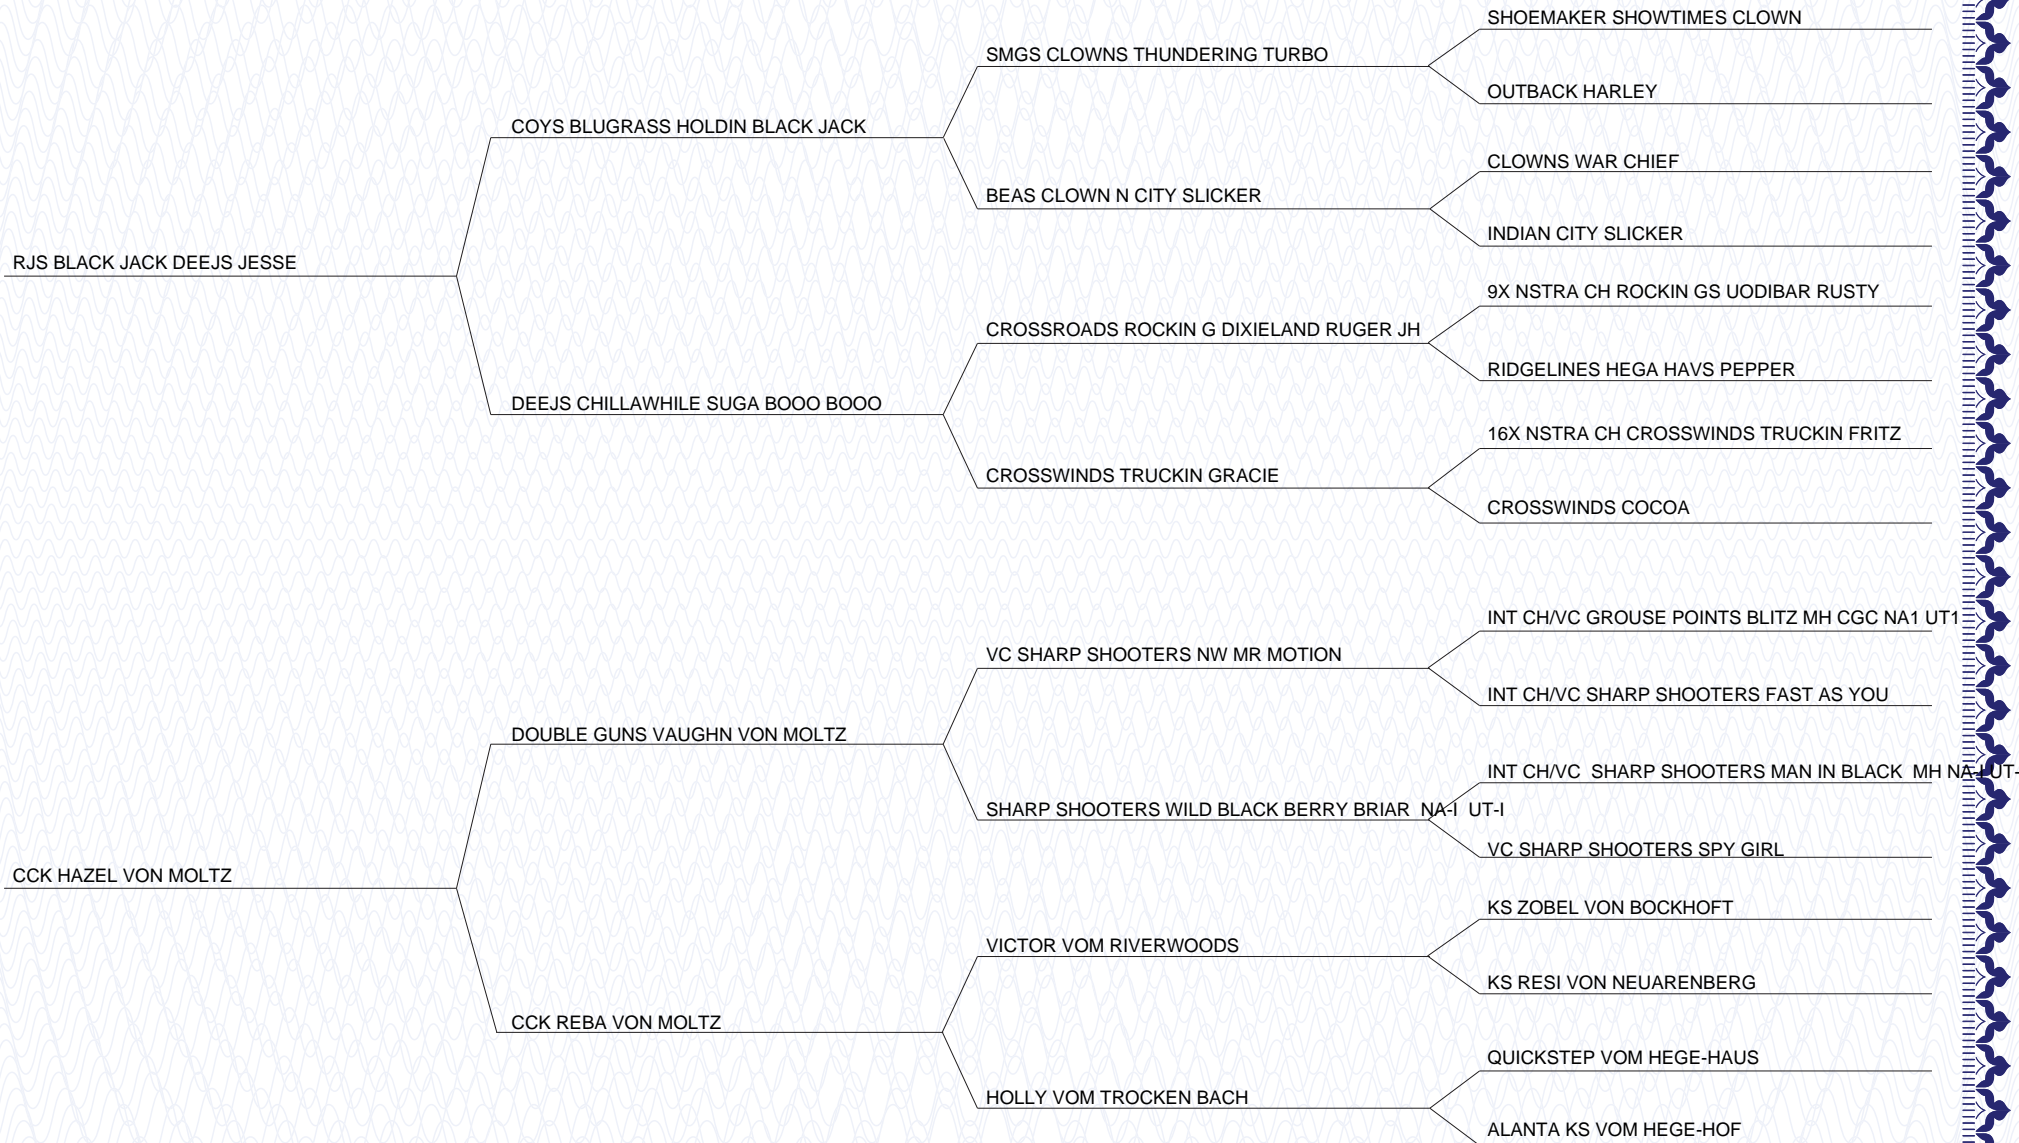 SHOEMAKER SHOWTIMES CLOWN
SMGS CLOWNS THUNDERING TURBO
OUTBACK HARLEY
COYS BLUGRASS HOLDIN BLACK JACK
CLOWNS WAR CHIEF
BEAS CLOWN N CITY SLICKER
INDIAN CITY SLICKER
RJS BLACK JACK DEEJS JESSE
9X NSTRA CH ROCKIN GS UODIBAR RUSTY
CROSSROADS ROCKIN G DIXIELAND RUGER JH
RIDGELINES HEGA HAVS PEPPER
DEEJS CHILLAWHILE SUGA BOOO BOOO
16X NSTRA CH CROSSWINDS TRUCKIN FRITZ
CROSSWINDS TRUCKIN GRACIE
CROSSWINDS COCOA
INT CH/VC GROUSE POINTS BLITZ MH CGC NA1 UT1
VC SHARP SHOOTERS NW MR MOTION
INT CH/VC SHARP SHOOTERS FAST AS YOU
DOUBLE GUNS VAUGHN VON MOLTZ
INT CH/VC SHARP SHOOTERS MAN IN BLACK MH NA-I UT-
SHARP SHOOTERS WILD BLACK BERRY BRIAR NA-I UT-I
VC SHARP SHOOTERS SPY GIRL
CCK HAZEL VON MOLTZ
KS ZOBEL VON BOCKHOFT
VICTOR VOM RIVERWOODS
KS RESI VON NEUARENBERG
CCK REBA VON MOLTZ
QUICKSTEP VOM HEGE-HAUS
HOLLY VOM TROCKEN BACH
ALANTA KS VOM HEGE-HOF